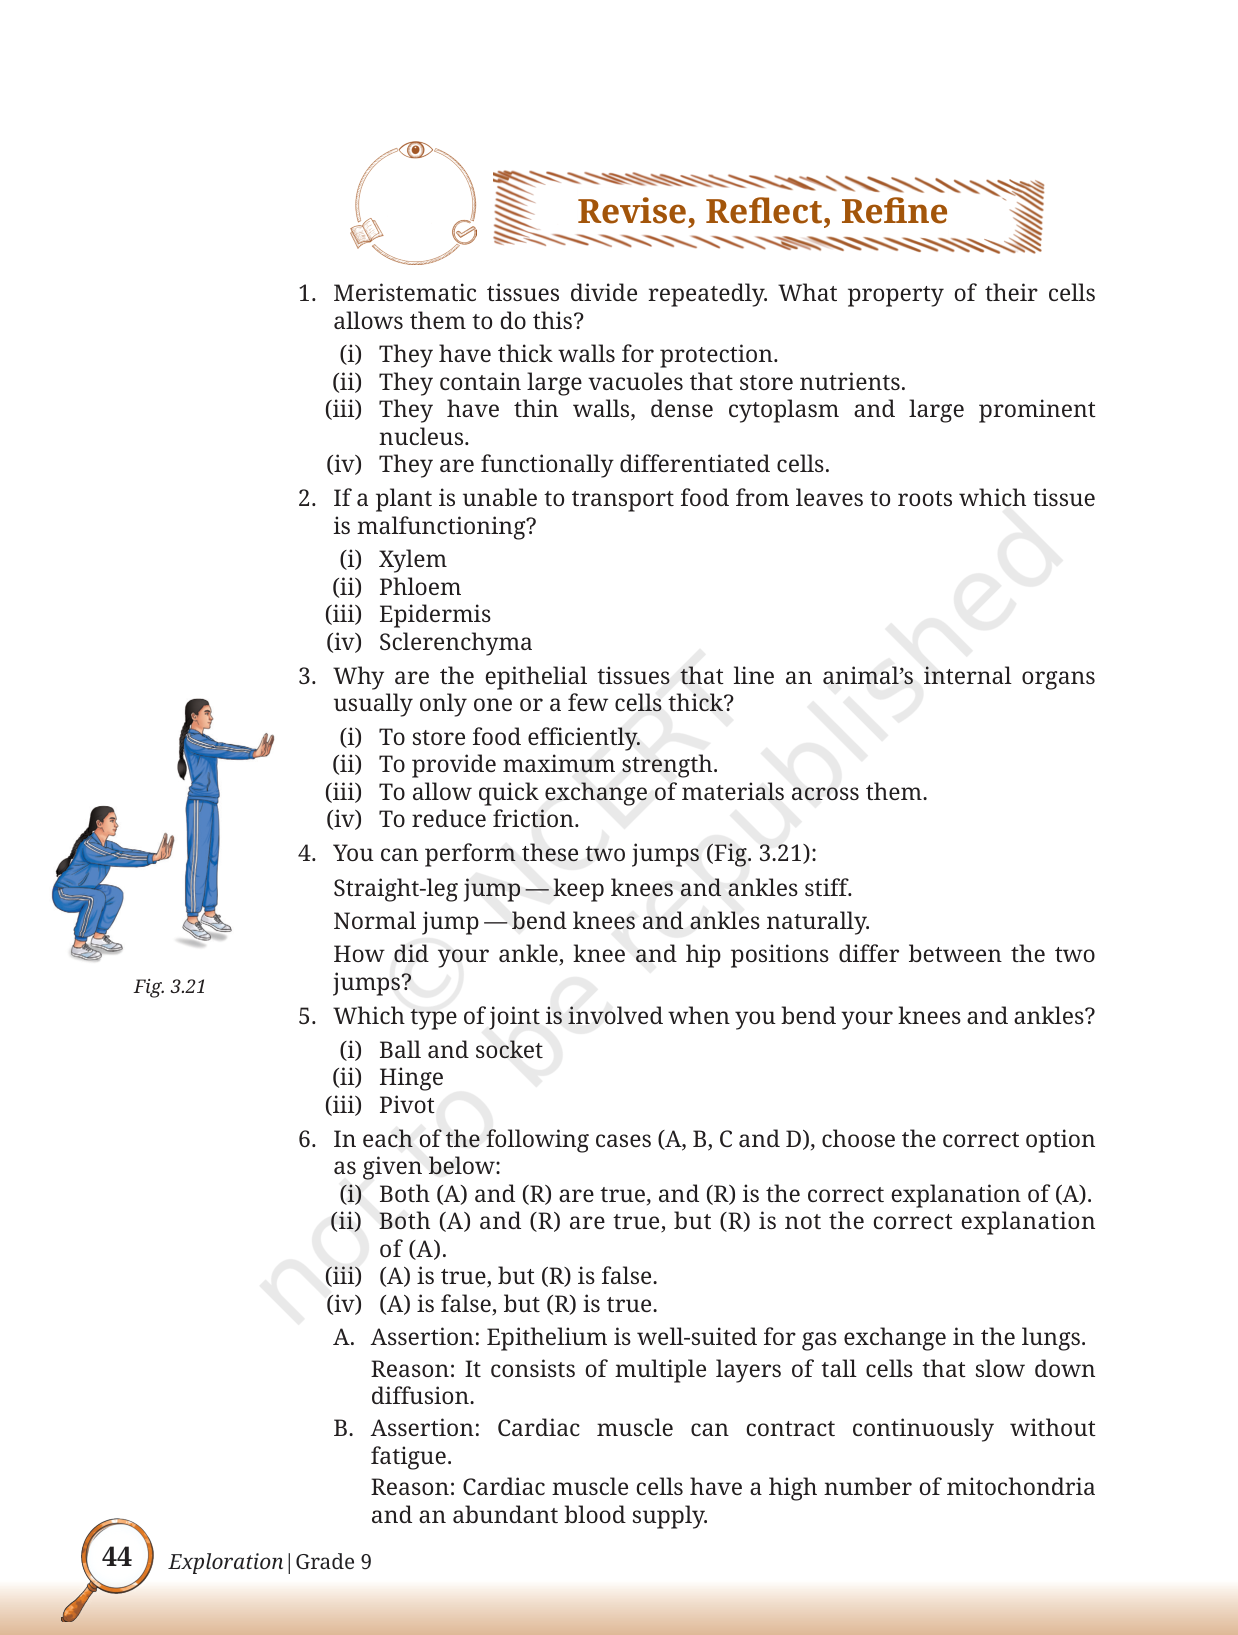 Revise, Reflect, Refine
1. Meristematic tissues divide repeatedly. What property of their cells
allows them to do this?
(i) They have thick walls for protection.
(ii) They contain large vacuoles that store nutrients.
(iii) They have thin walls, dense cytoplasm and large prominent
nucleus.
(iv) They are functionally differentiated cells.
2. If a plant is unable to transport food from leaves to roots which tissue
is malfunctioning?
(i) Xylem
(ii) Phloem
(iii) Epidermis
(iv) Sclerenchyma
3. Why are the epithelial tissues that line an animal’s internal organs
usually only one or a few cells thick?
(i) To store food efficiently.
(ii) To provide maximum strength.
(iii) To allow quick exchange of materials across them.
(iv) To reduce friction.
4. You can perform these two jumps (Fig. 3.21):
Straight-leg jump — keep knees and ankles stiff.
Normal jump — bend knees and ankles naturally.
How did your ankle, knee and hip positions differ between the two
jumps?
Fig. 3.21
5. Which type of joint is involved when you bend your knees and ankles?
(i) Ball and socket
(ii) Hinge
(iii) Pivot
6. In each of the following cases (A, B, C and D), choose the correct option
as given below:
(i) Both (A) and (R) are true, and (R) is the correct explanation of (A).
(ii) Both (A) and (R) are true, but (R) is not the correct explanation
of (A).
(iii) (A) is true, but (R) is false.
(iv) (A) is false, but (R) is true.
A. Assertion: Epithelium is well-suited for gas exchange in the lungs.
Reason: It consists of multiple layers of tall cells that slow down
diffusion.
B. Assertion: Cardiac muscle can contract continuously without
fatigue.
Reason: Cardiac muscle cells have a high number of mitochondria
and an abundant blood supply.
44 Exploration|Grade 9
© NCERT
not to be republished